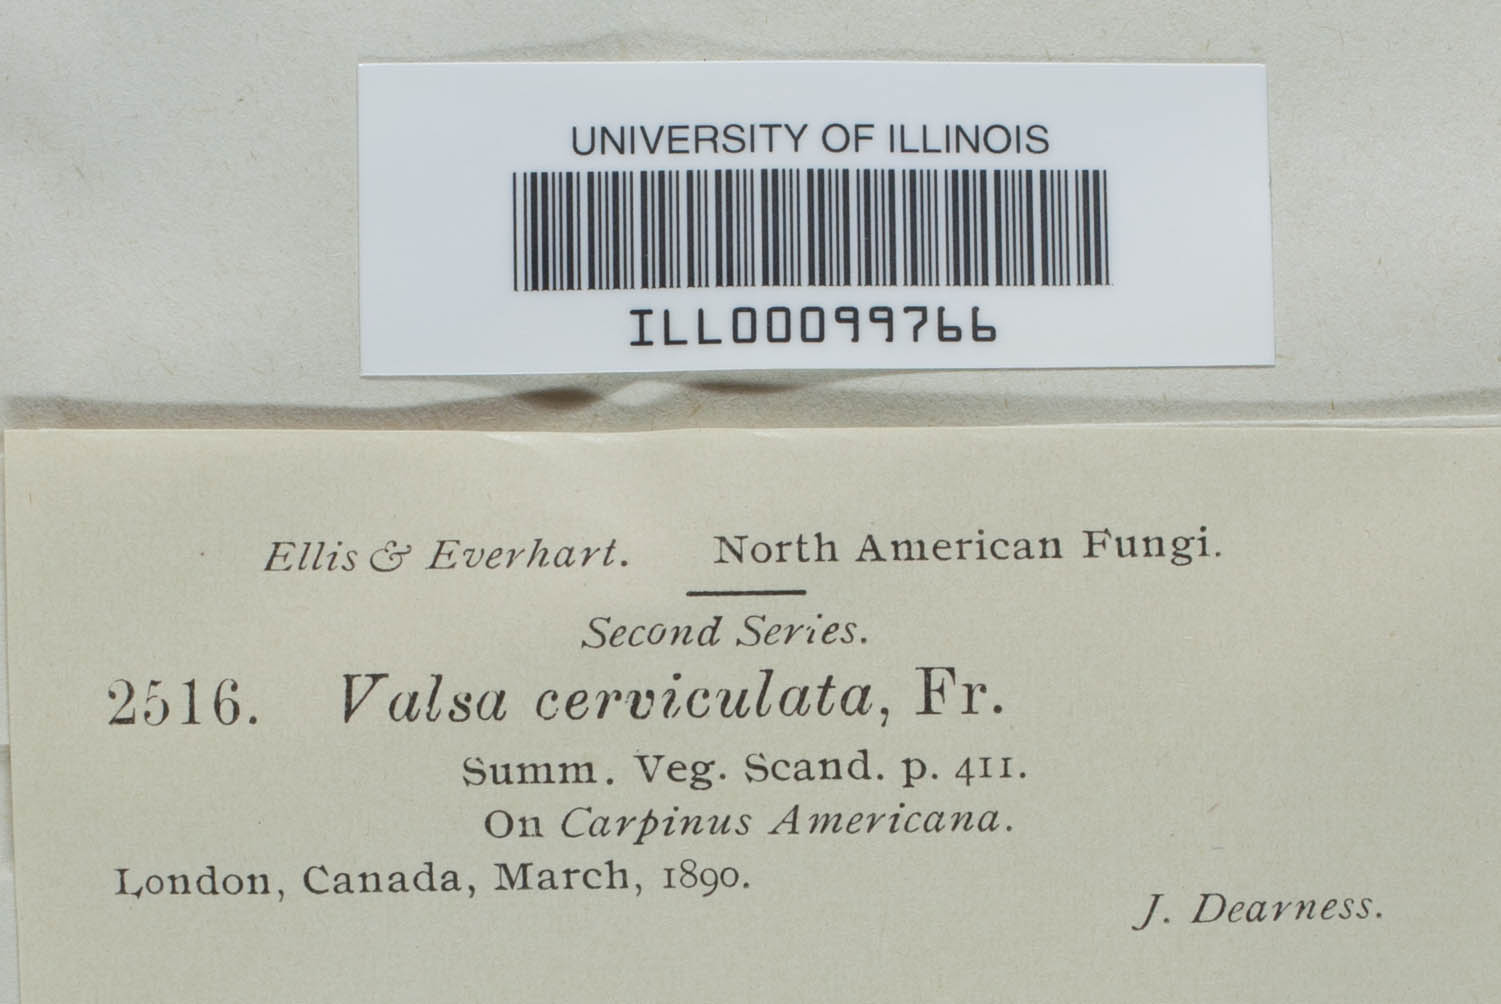 UNIVERSITY OF ILLINOIS
ILL00099766
Ellis & Everhart. North American Fungi.
Second Series.
2516. Valsa cerviculata, Fr.
Summ. Veg. Scand. p. 411.
On Carpinus Americana.
London, Canada, March, 1890.
J. Dearness.